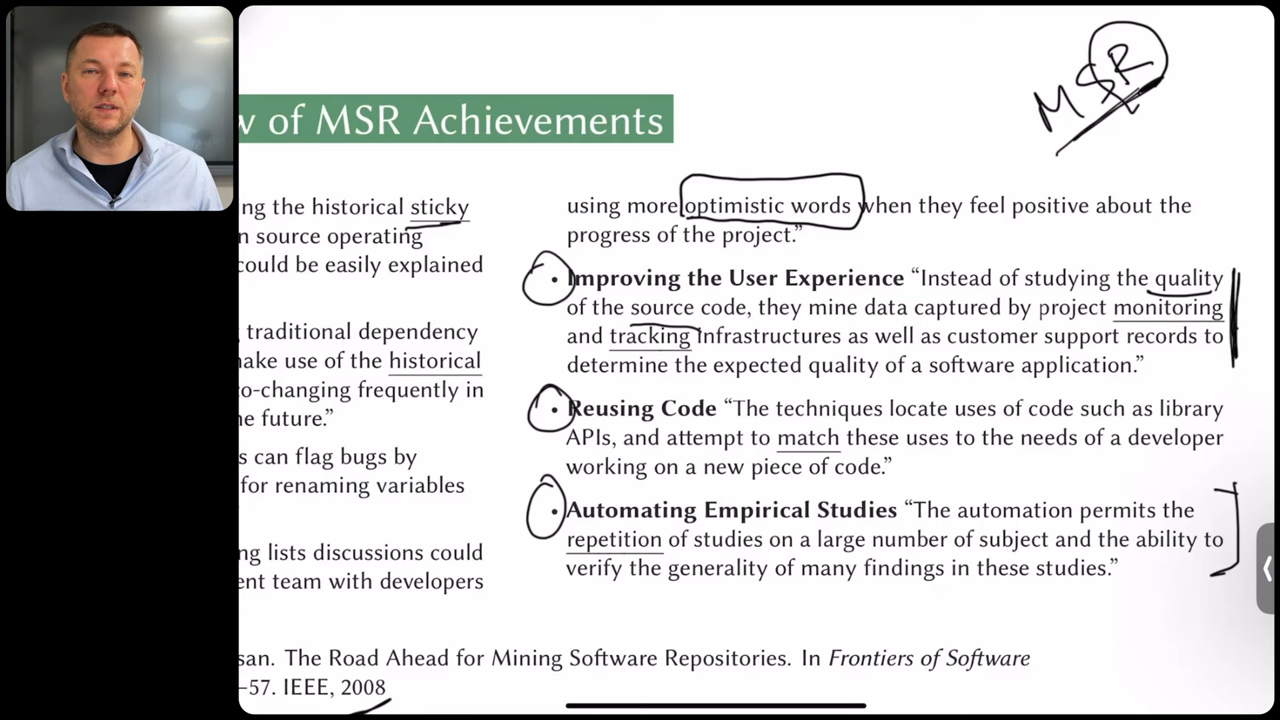 MSR
w of MSR Achievements
ng the historical sticky
n source operating
could be easily explained
traditional dependency
ake use of the historical
o-changing frequently in
e future.”
s can flag bugs by
for renaming variables
ng lists discussions could
ent team with developers
using more optimistic words when they feel positive about the
progress of the project.”
• Improving the User Experience “Instead of studying the quality
of the source code, they mine data captured by project monitoring
and tracking infrastructures as well as customer support records to
determine the expected quality of a software application.”
• Reusing Code “The techniques locate uses of code such as library
APIs, and attempt to match these uses to the needs of a developer
working on a new piece of code.”
• Automating Empirical Studies “The automation permits the
repetition of studies on a large number of subject and the ability to
verify the generality of many findings in these studies.”
san. The Road Ahead for Mining Software Repositories. In Frontiers of Software
–57. IEEE, 2008